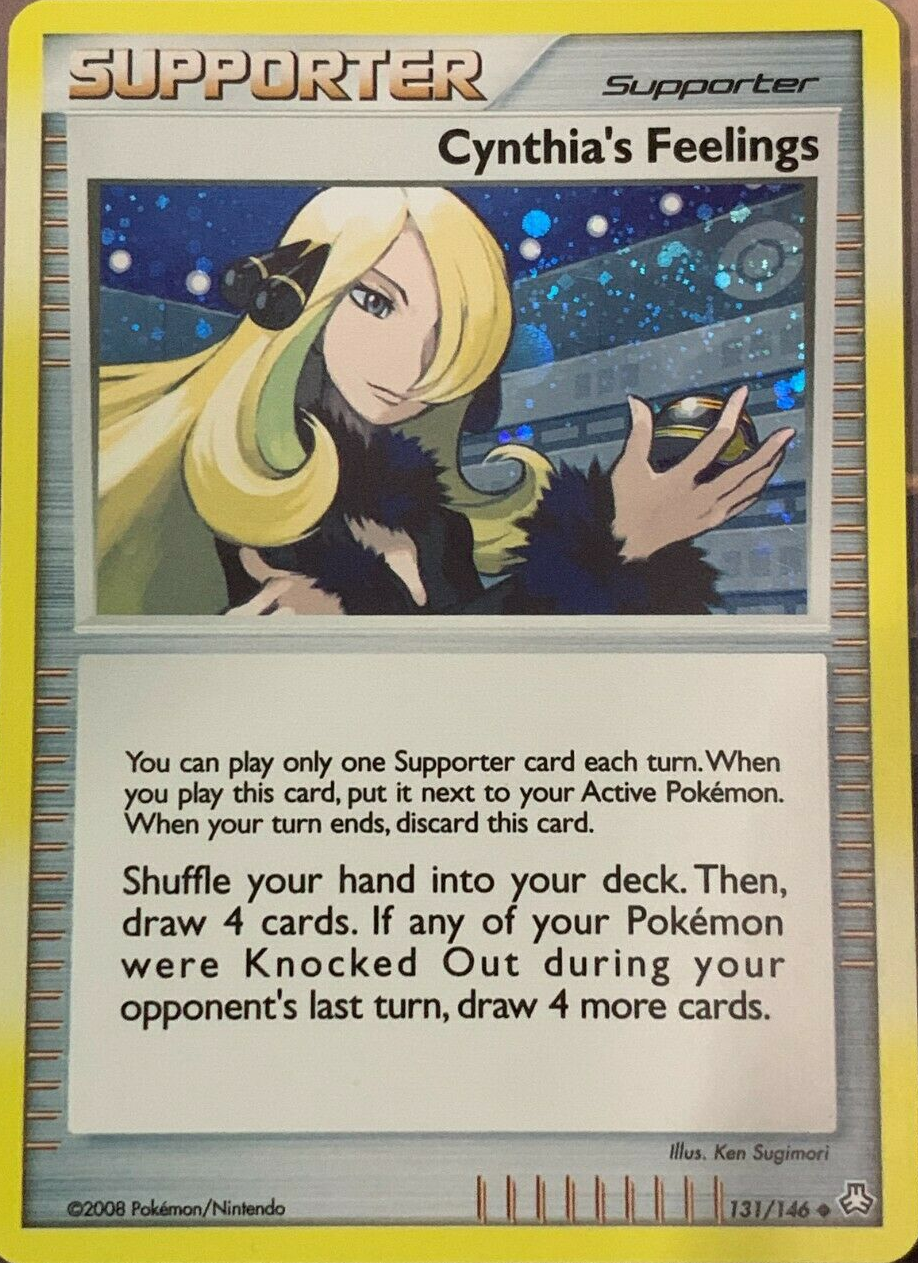 SUPPORTER
Supporter
Cynthia's Feelings
You can play only one Supporter card each turn. When
you play this card, put it next to your Active Pokémon.
When your turn ends, discard this card.
Shuffle your hand into your deck. Then,
draw 4 cards. If any of your Pokémon
were Knocked Out during your
opponent's last turn, draw 4 more cards.
Illus. Ken Sugimori
©2008 Pokémon/Nintendo
131/146